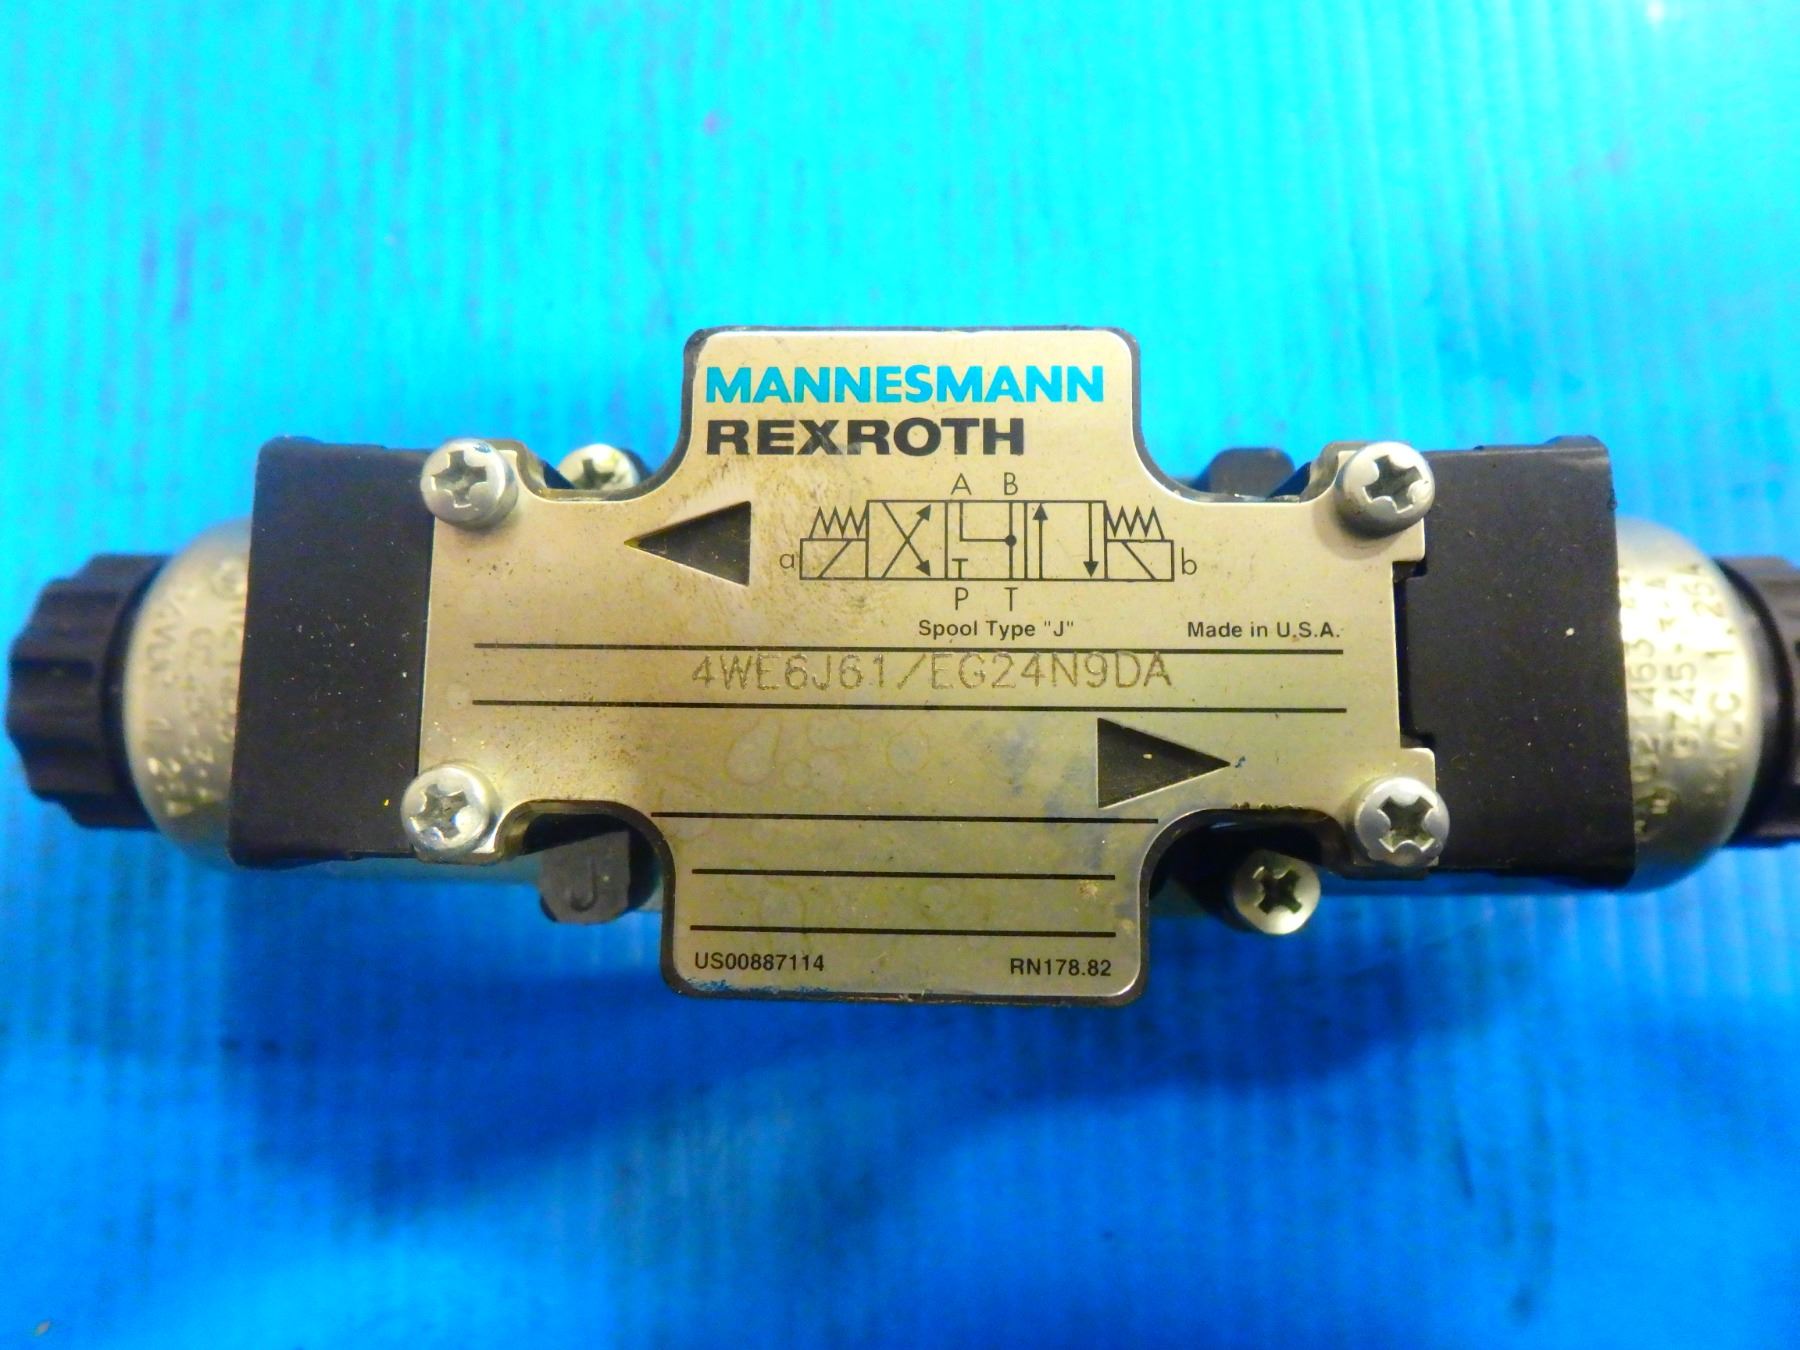 MANNESMANN
REXROTH
A B
a b
P T
Spool Type "J" Made in U.S.A.
4WE6J61/EG24N9DA
US00887114 RN178.82
J